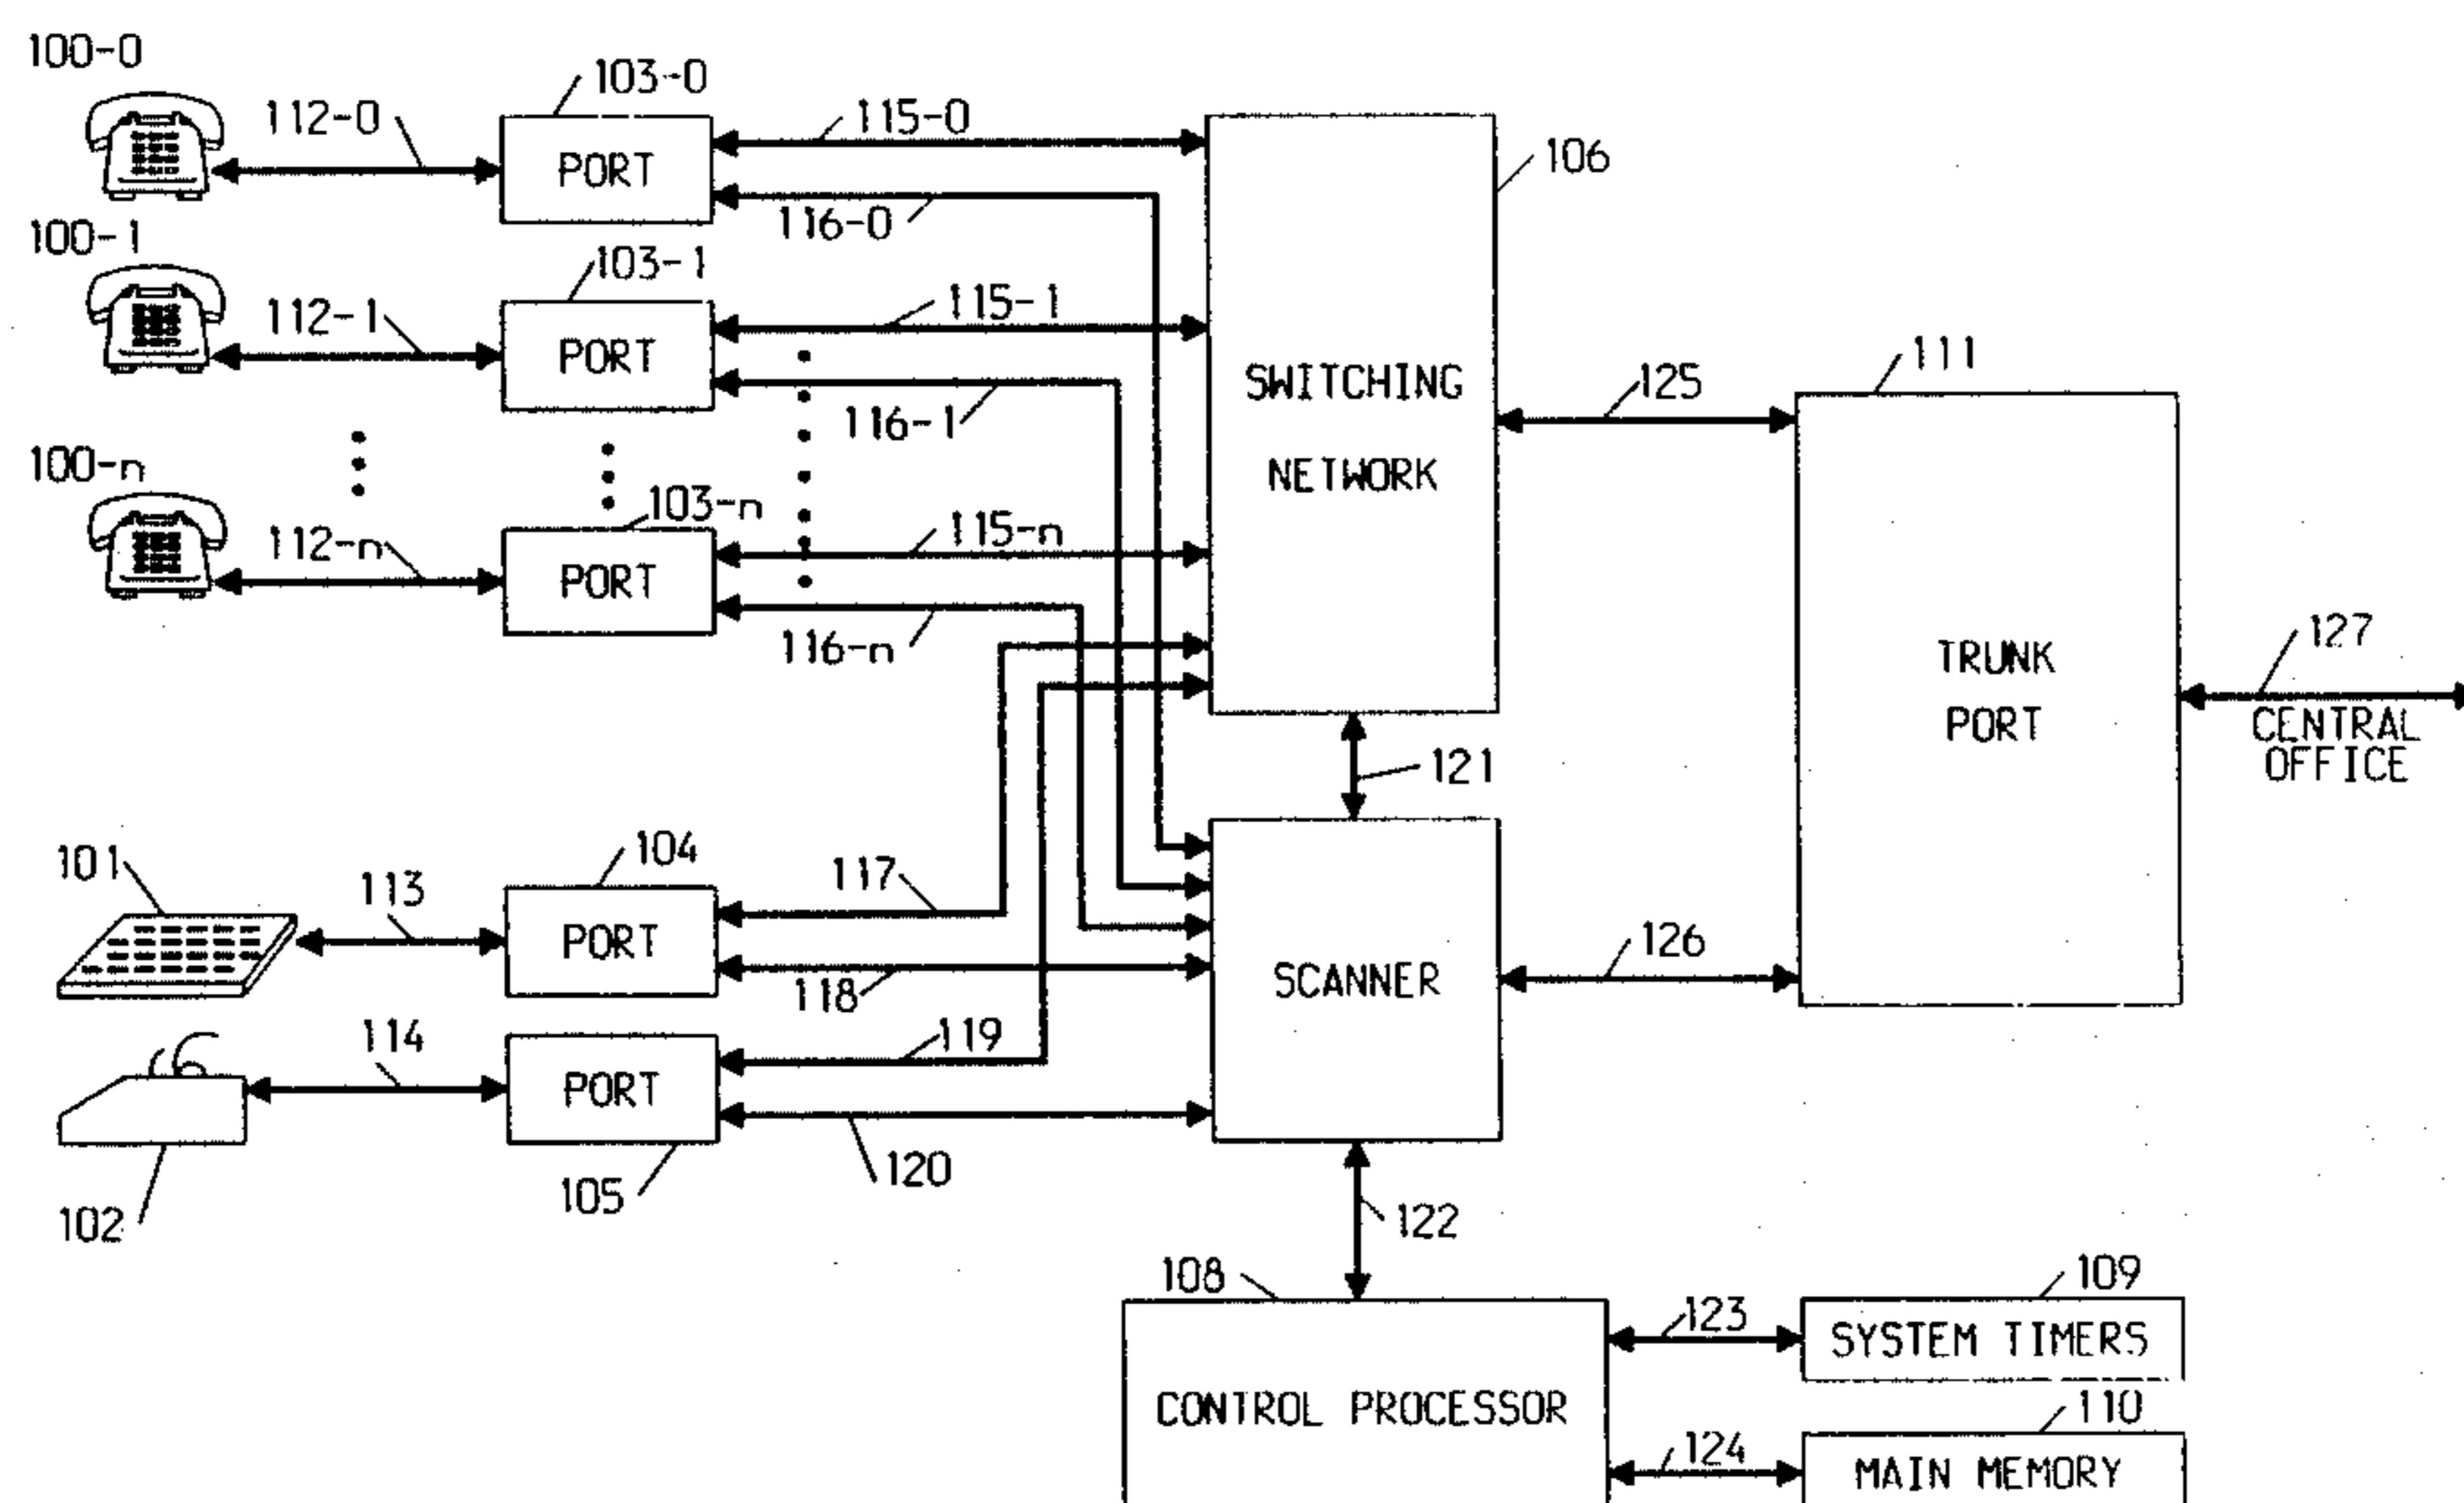 100-0
103-0
112-0
115-0
PORT
106
116-0
100-1
103-1
112-1
115-1
PORT
111
SWITCHING
125
116-1
100-n
NETWORK
103-n
112-n
115-n
PORT
127
116-n
TRUNK
PORT
CENTRAL
OFFICE
121
101
104
113
117
PORT
126
118
SCANNER
114
119
PORT
120
105
102
122
108
109
123
SYSTEM TIMERS
CONTROL PROCESSOR
110
124
MAIN MEMORY